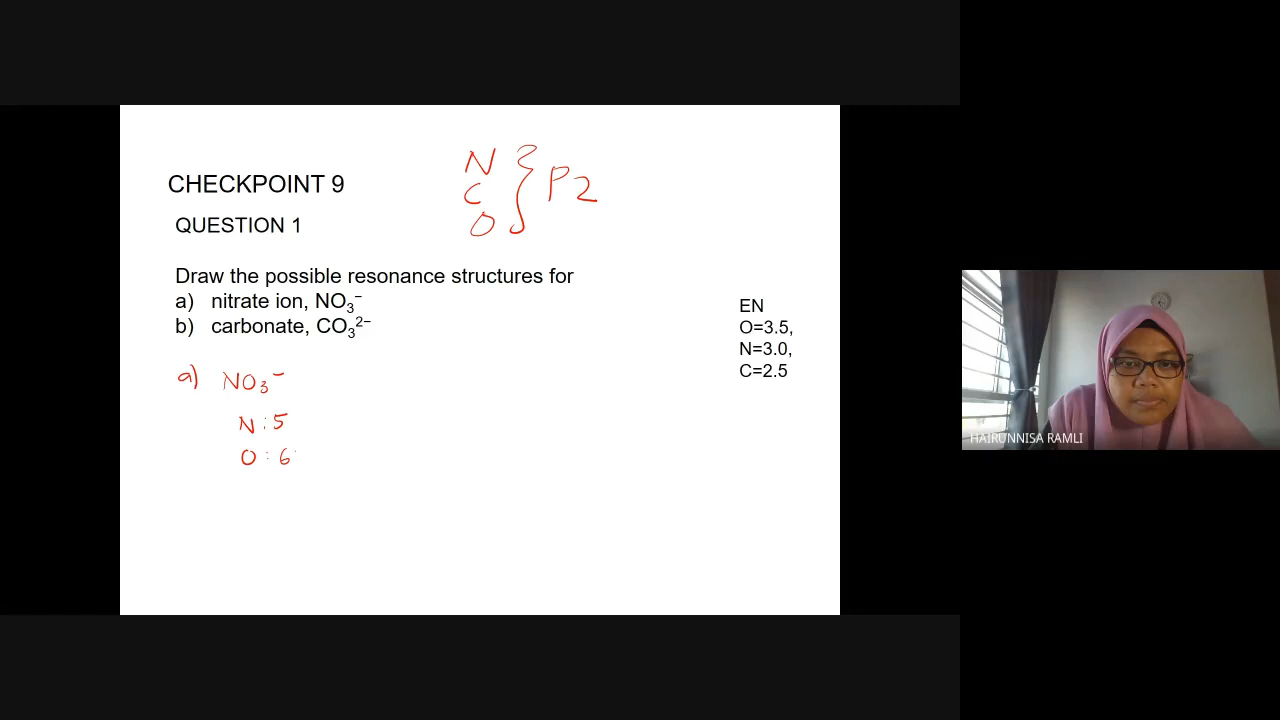 CHECKPOINT 9
N
C
O
} P2
QUESTION 1
Draw the possible resonance structures for
a) nitrate ion, NO₃⁻
b) carbonate, CO₃²⁻
EN
O=3.5,
N=3.0,
C=2.5
a) NO₃⁻
N : 5
O : 6
HAIRUNNISA RAMLI